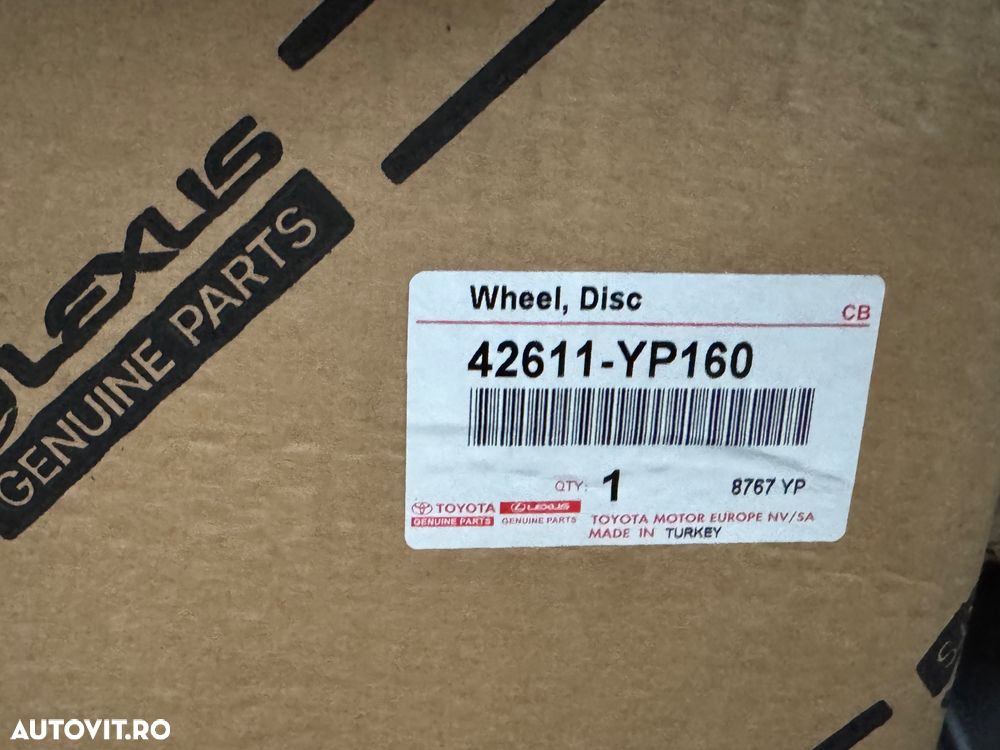 LEXUS
GENUINE PARTS
Wheel, Disc
CB
42611-YP160
QTY: 1
8767 YP
TOYOTA
GENUINE PARTS
LEXUS
GENUINE PARTS
TOYOTA MOTOR EUROPE NV/SA
MADE IN TURKEY
AUTOVIT.RO